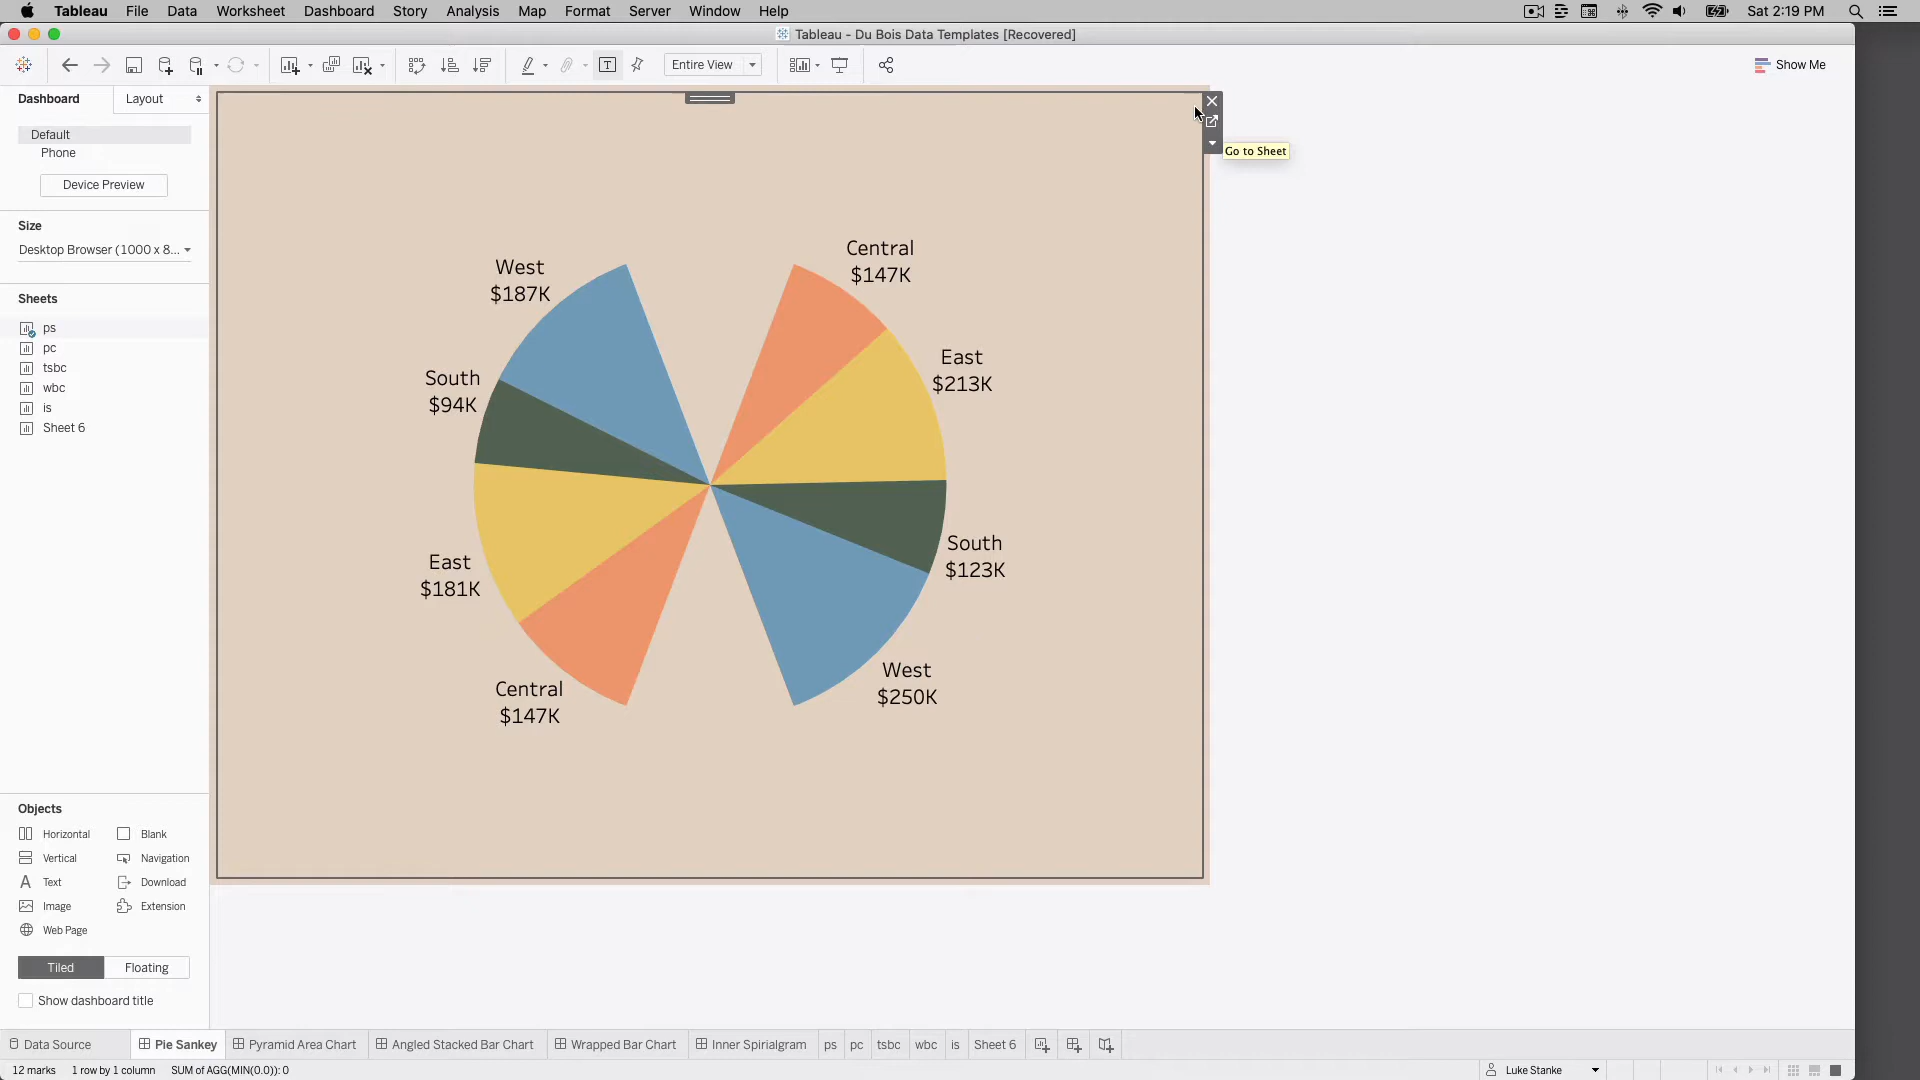 Tableau File Data Worksheet Dashboard Story Analysis Map Format Server Window Help Sat 2:19 PM
Tableau - Du Bois Data Templates [Recovered]
Entire View
Show Me
Dashboard Layout
Default
Phone
Device Preview
Size
Desktop Browser (1000 x 8...
Sheets
ps
pc
tsbc
wbc
is
Sheet 6
Go to Sheet
Central
$147K
West
$187K
East
$213K
South
$94K
South
$123K
East
$181K
West
$250K
Central
$147K
Objects
Horizontal Blank
Vertical Navigation
A Text Download
Image Extension
Web Page
Tiled Floating
Show dashboard title
Data Source Pie Sankey Pyramid Area Chart Angled Stacked Bar Chart Wrapped Bar Chart Inner Spirialgram ps pc tsbc wbc is Sheet 6
12 marks 1 row by 1 column SUM of AGG(MIN(0.0)): 0 Luke Stanke